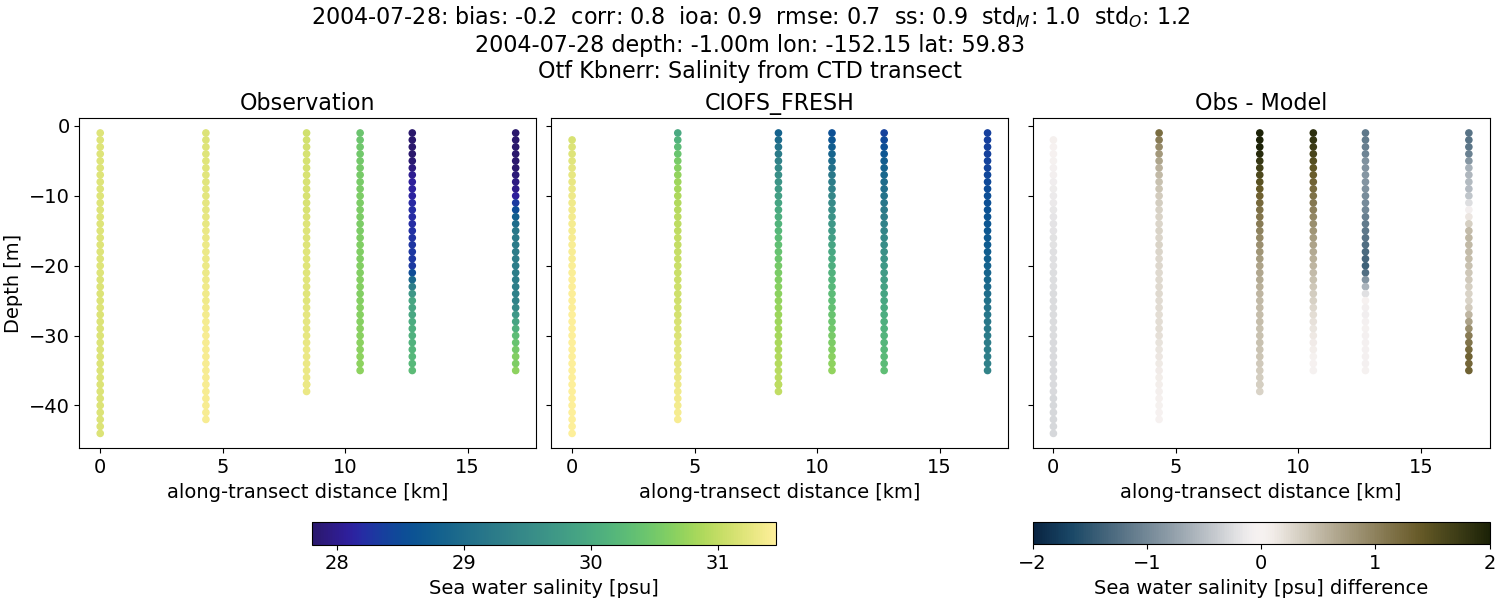 2004-07-28: bias: -0.2 corr: 0.8 ioa: 0.9 rmse: 0.7 ss: 0.9 std_M: 1.0 std_O: 1.2
2004-07-28 depth: -1.00m lon: -152.15 lat: 59.83
Otf Kbnerr: Salinity from CTD transect
Observation
CIOFS_FRESH
Obs - Model
Depth [m]
0
−10
−20
−30
−40
0 5 10 15
0 5 10 15
0 5 10 15
along-transect distance [km]
along-transect distance [km]
along-transect distance [km]
28 29 30 31
Sea water salinity [psu]
−2 −1 0 1 2
Sea water salinity [psu] difference